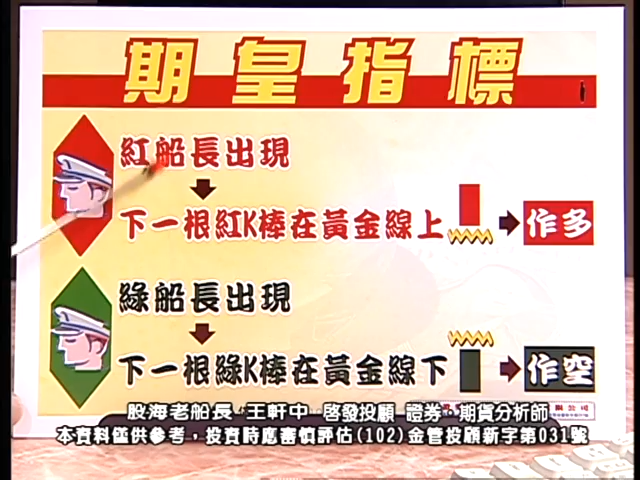 期皇指標
紅船長出現
下一根紅K棒在黃金線上
作多
綠船長出現
下一根綠K棒在黃金線下
作空
股海老船長 王軒中 啓發投顧 證券·期貨分析師
本資料僅供參考，投資時應審慎評估(102)金管投顧新字第031號